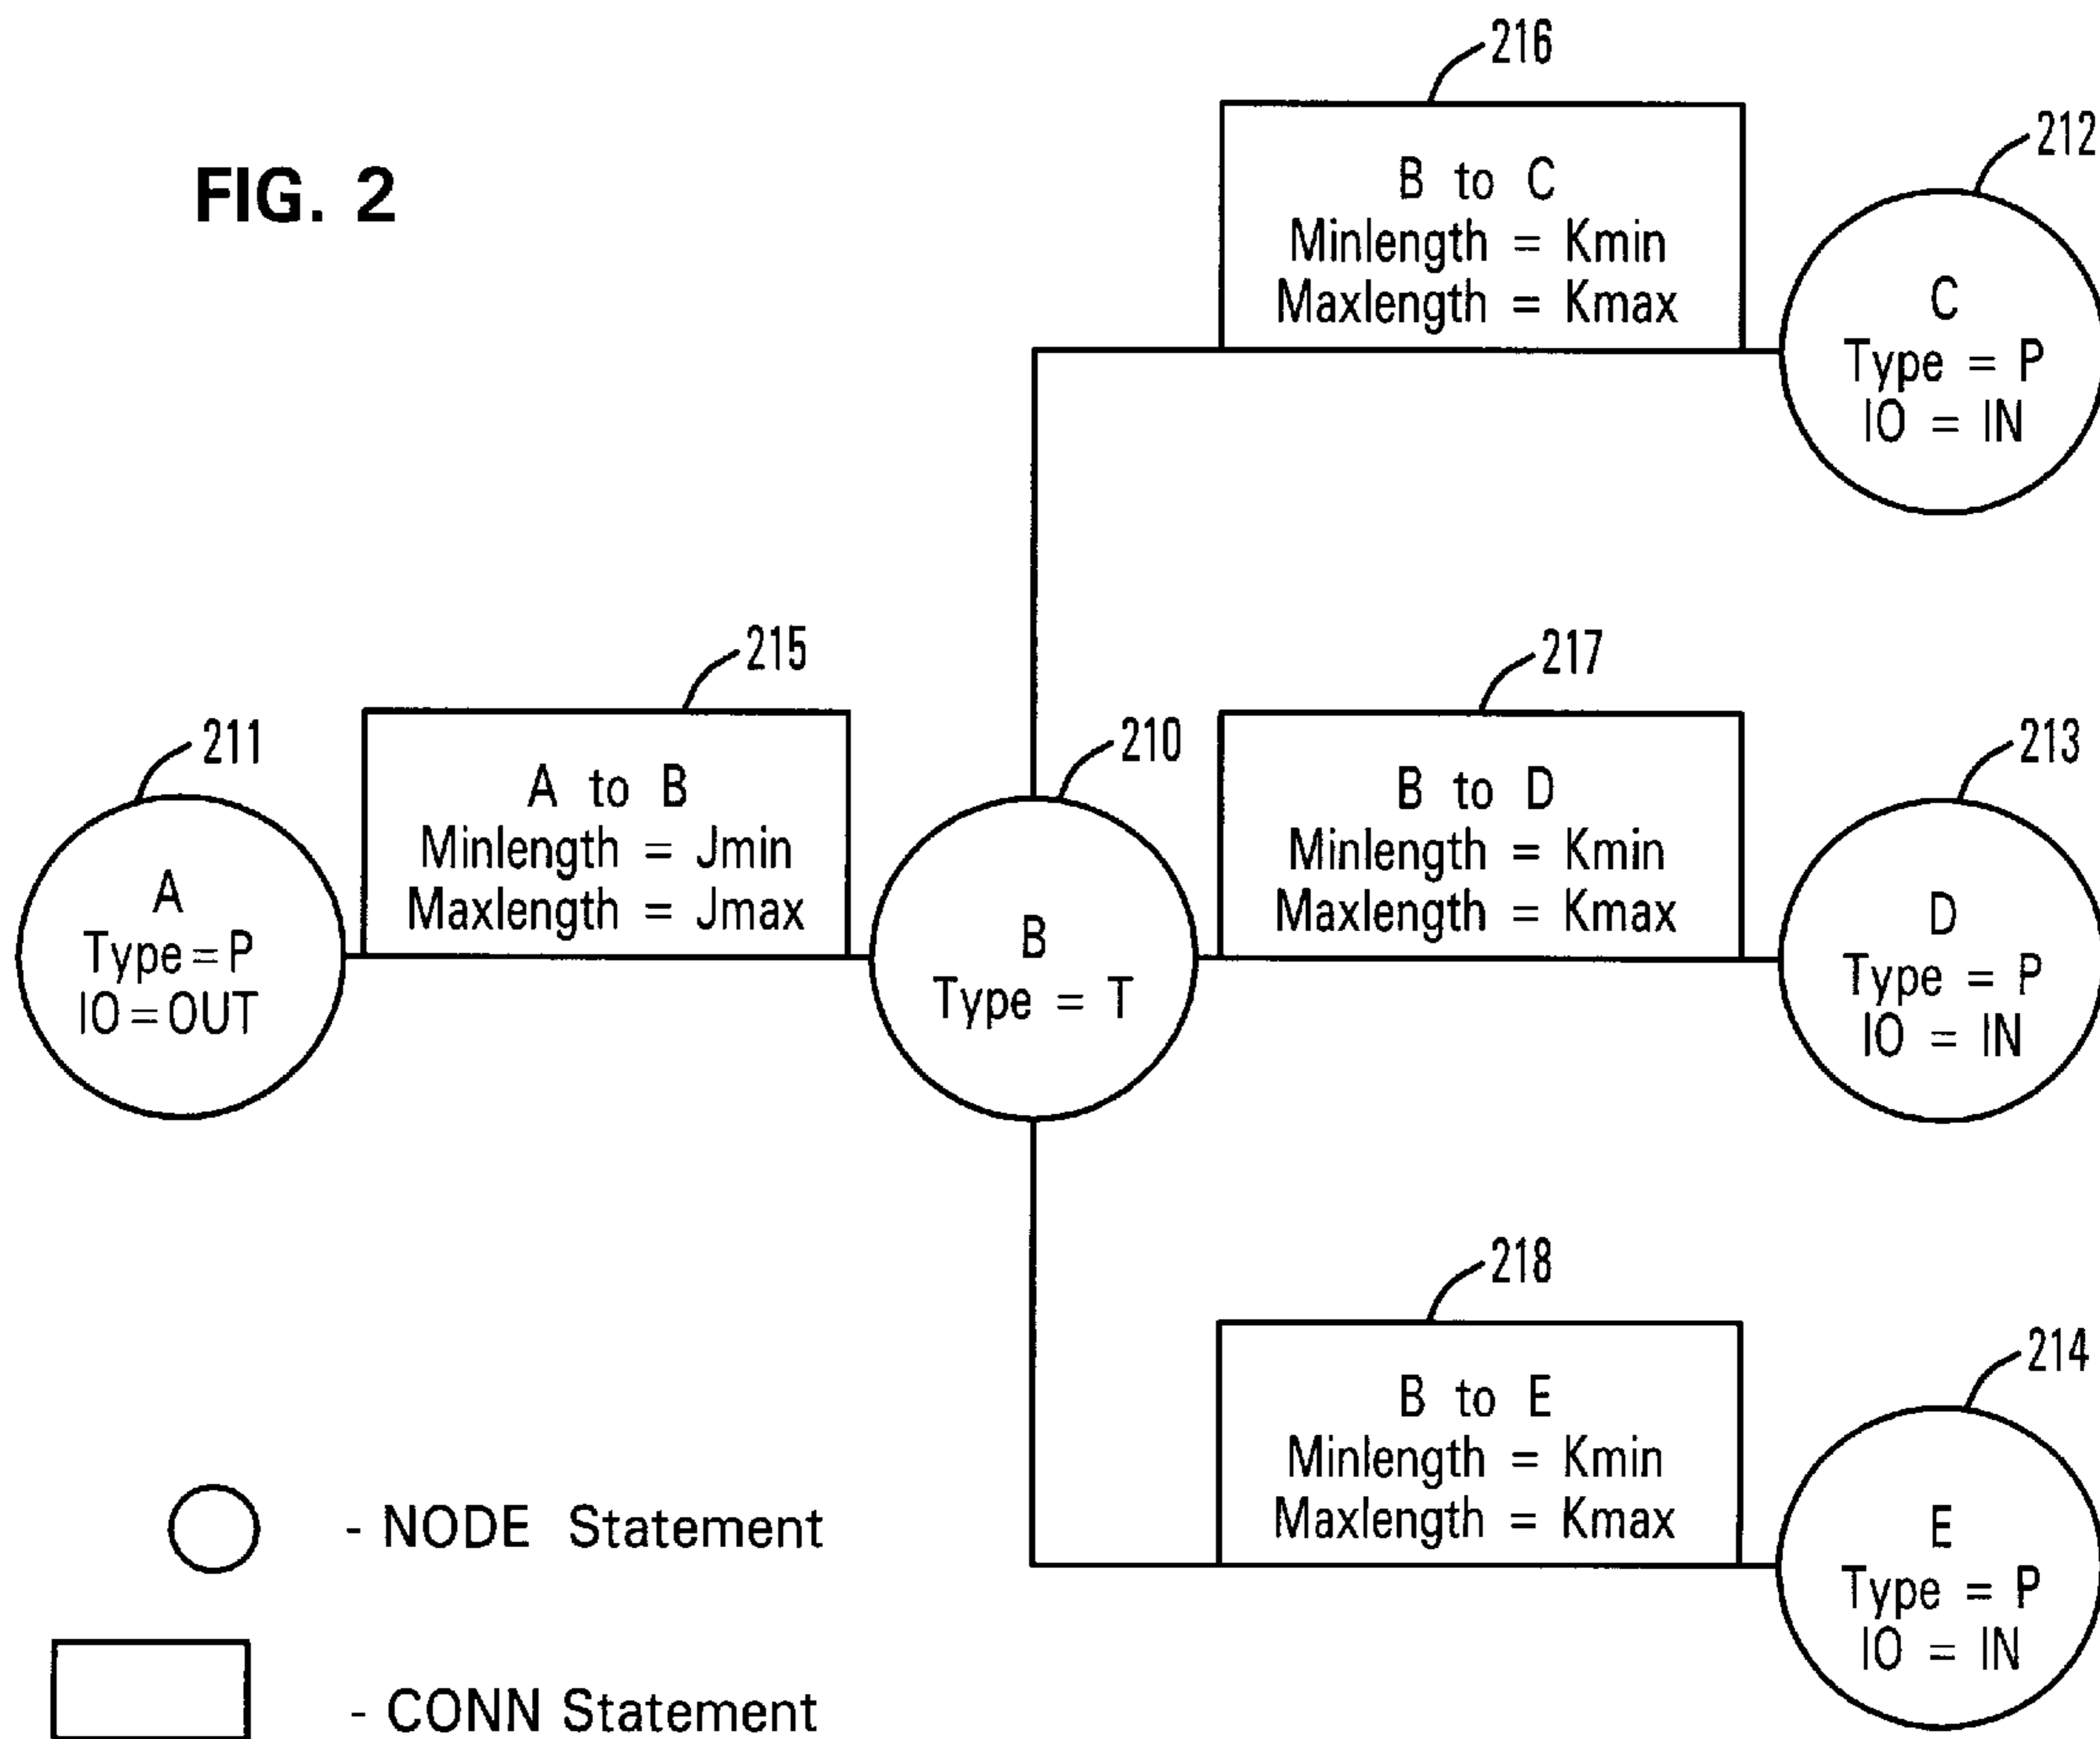 FIG. 2
216
B to C
Minlength = Kmin
Maxlength = Kmax
212
C
Type = P
IO = IN
211
A
Type = P
IO = OUT
215
A to B
Minlength = Jmin
Maxlength = Jmax
210
B
Type = T
217
B to D
Minlength = Kmin
Maxlength = Kmax
213
D
Type = P
IO = IN
218
B to E
Minlength = Kmin
Maxlength = Kmax
214
E
Type = P
IO = IN
- NODE Statement
- CONN Statement